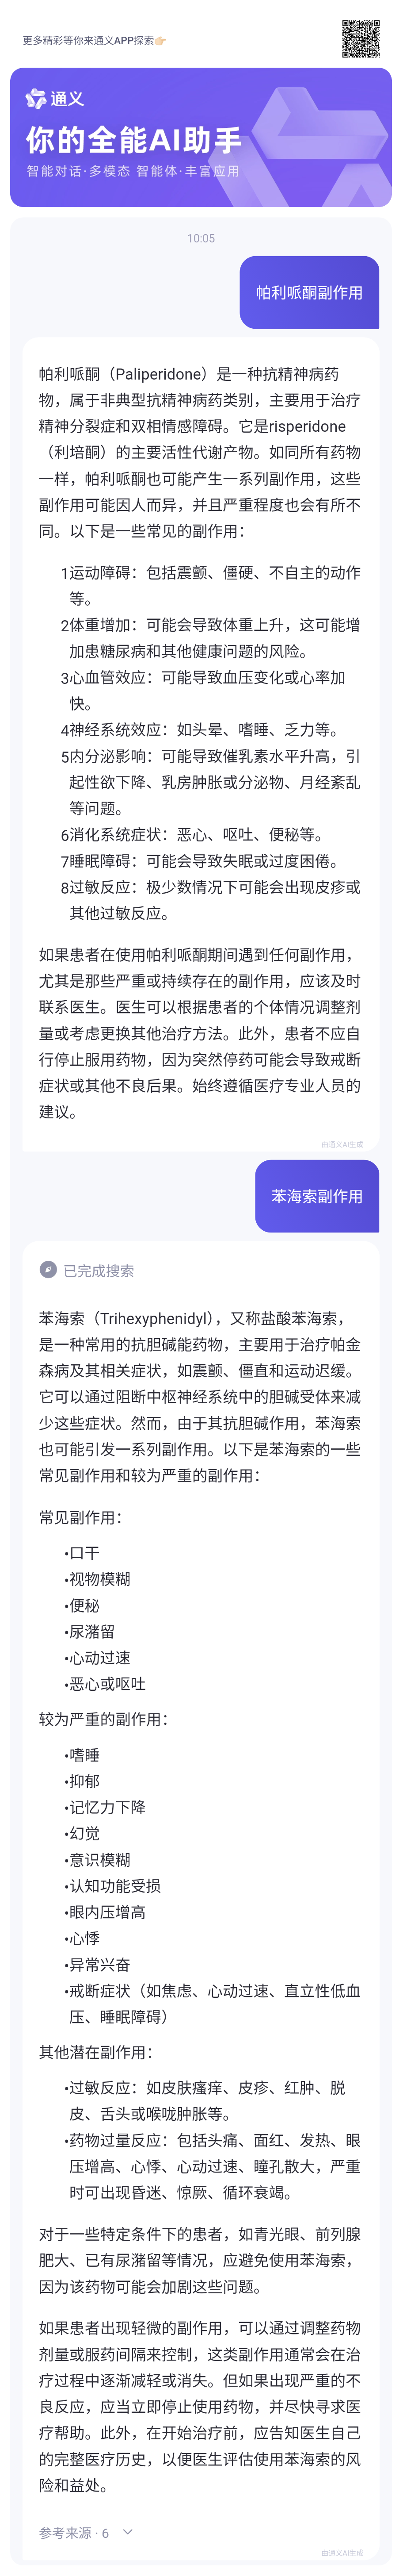 更多精彩等你来通义APP探索👉🏻
通义
你的全能AI助手
智能对话·多模态 智能体·丰富应用
10:05
帕利哌酮副作用
帕利哌酮（Paliperidone）是一种抗精神病药
物，属于非典型抗精神病药类别，主要用于治疗
精神分裂症和双相情感障碍。它是risperidone
（利培酮）的主要活性代谢产物。如同所有药物
一样，帕利哌酮也可能产生一系列副作用，这些
副作用可能因人而异，并且严重程度也会有所不
同。以下是一些常见的副作用：
1运动障碍：包括震颤、僵硬、不自主的动作
等。
2体重增加：可能会导致体重上升，这可能增
加患糖尿病和其他健康问题的风险。
3心血管效应：可能导致血压变化或心率加
快。
4神经系统效应：如头晕、嗜睡、乏力等。
5内分泌影响：可能导致催乳素水平升高，引
起性欲下降、乳房肿胀或分泌物、月经紊乱
等问题。
6消化系统症状：恶心、呕吐、便秘等。
7睡眠障碍：可能会导致失眠或过度困倦。
8过敏反应：极少数情况下可能会出现皮疹或
其他过敏反应。
如果患者在使用帕利哌酮期间遇到任何副作用，
尤其是那些严重或持续存在的副作用，应该及时
联系医生。医生可以根据患者的个体情况调整剂
量或考虑更换其他治疗方法。此外，患者不应自
行停止服用药物，因为突然停药可能会导致戒断
症状或其他不良后果。始终遵循医疗专业人员的
建议。
由通义AI生成
苯海索副作用
已完成搜索
苯海索（Trihexyphenidyl），又称盐酸苯海索，
是一种常用的抗胆碱能药物，主要用于治疗帕金
森病及其相关症状，如震颤、僵直和运动迟缓。
它可以通过阻断中枢神经系统中的胆碱受体来减
少这些症状。然而，由于其抗胆碱作用，苯海索
也可能引发一系列副作用。以下是苯海索的一些
常见副作用和较为严重的副作用：
常见副作用：
•口干
•视物模糊
•便秘
•尿潴留
•心动过速
•恶心或呕吐
较为严重的副作用：
•嗜睡
•抑郁
•记忆力下降
•幻觉
•意识模糊
•认知功能受损
•眼内压增高
•心悸
•异常兴奋
•戒断症状（如焦虑、心动过速、直立性低血
压、睡眠障碍）
其他潜在副作用：
•过敏反应：如皮肤瘙痒、皮疹、红肿、脱
皮、舌头或喉咙肿胀等。
•药物过量反应：包括头痛、面红、发热、眼
压增高、心悸、心动过速、瞳孔散大，严重
时可出现昏迷、惊厥、循环衰竭。
对于一些特定条件下的患者，如青光眼、前列腺
肥大、已有尿潴留等情况，应避免使用苯海索，
因为该药物可能会加剧这些问题。
如果患者出现轻微的副作用，可以通过调整药物
剂量或服药间隔来控制，这类副作用通常会在治
疗过程中逐渐减轻或消失。但如果出现严重的不
良反应，应当立即停止使用药物，并尽快寻求医
疗帮助。此外，在开始治疗前，应告知医生自己
的完整医疗历史，以便医生评估使用苯海索的风
险和益处。
参考来源 · 6
由通义AI生成